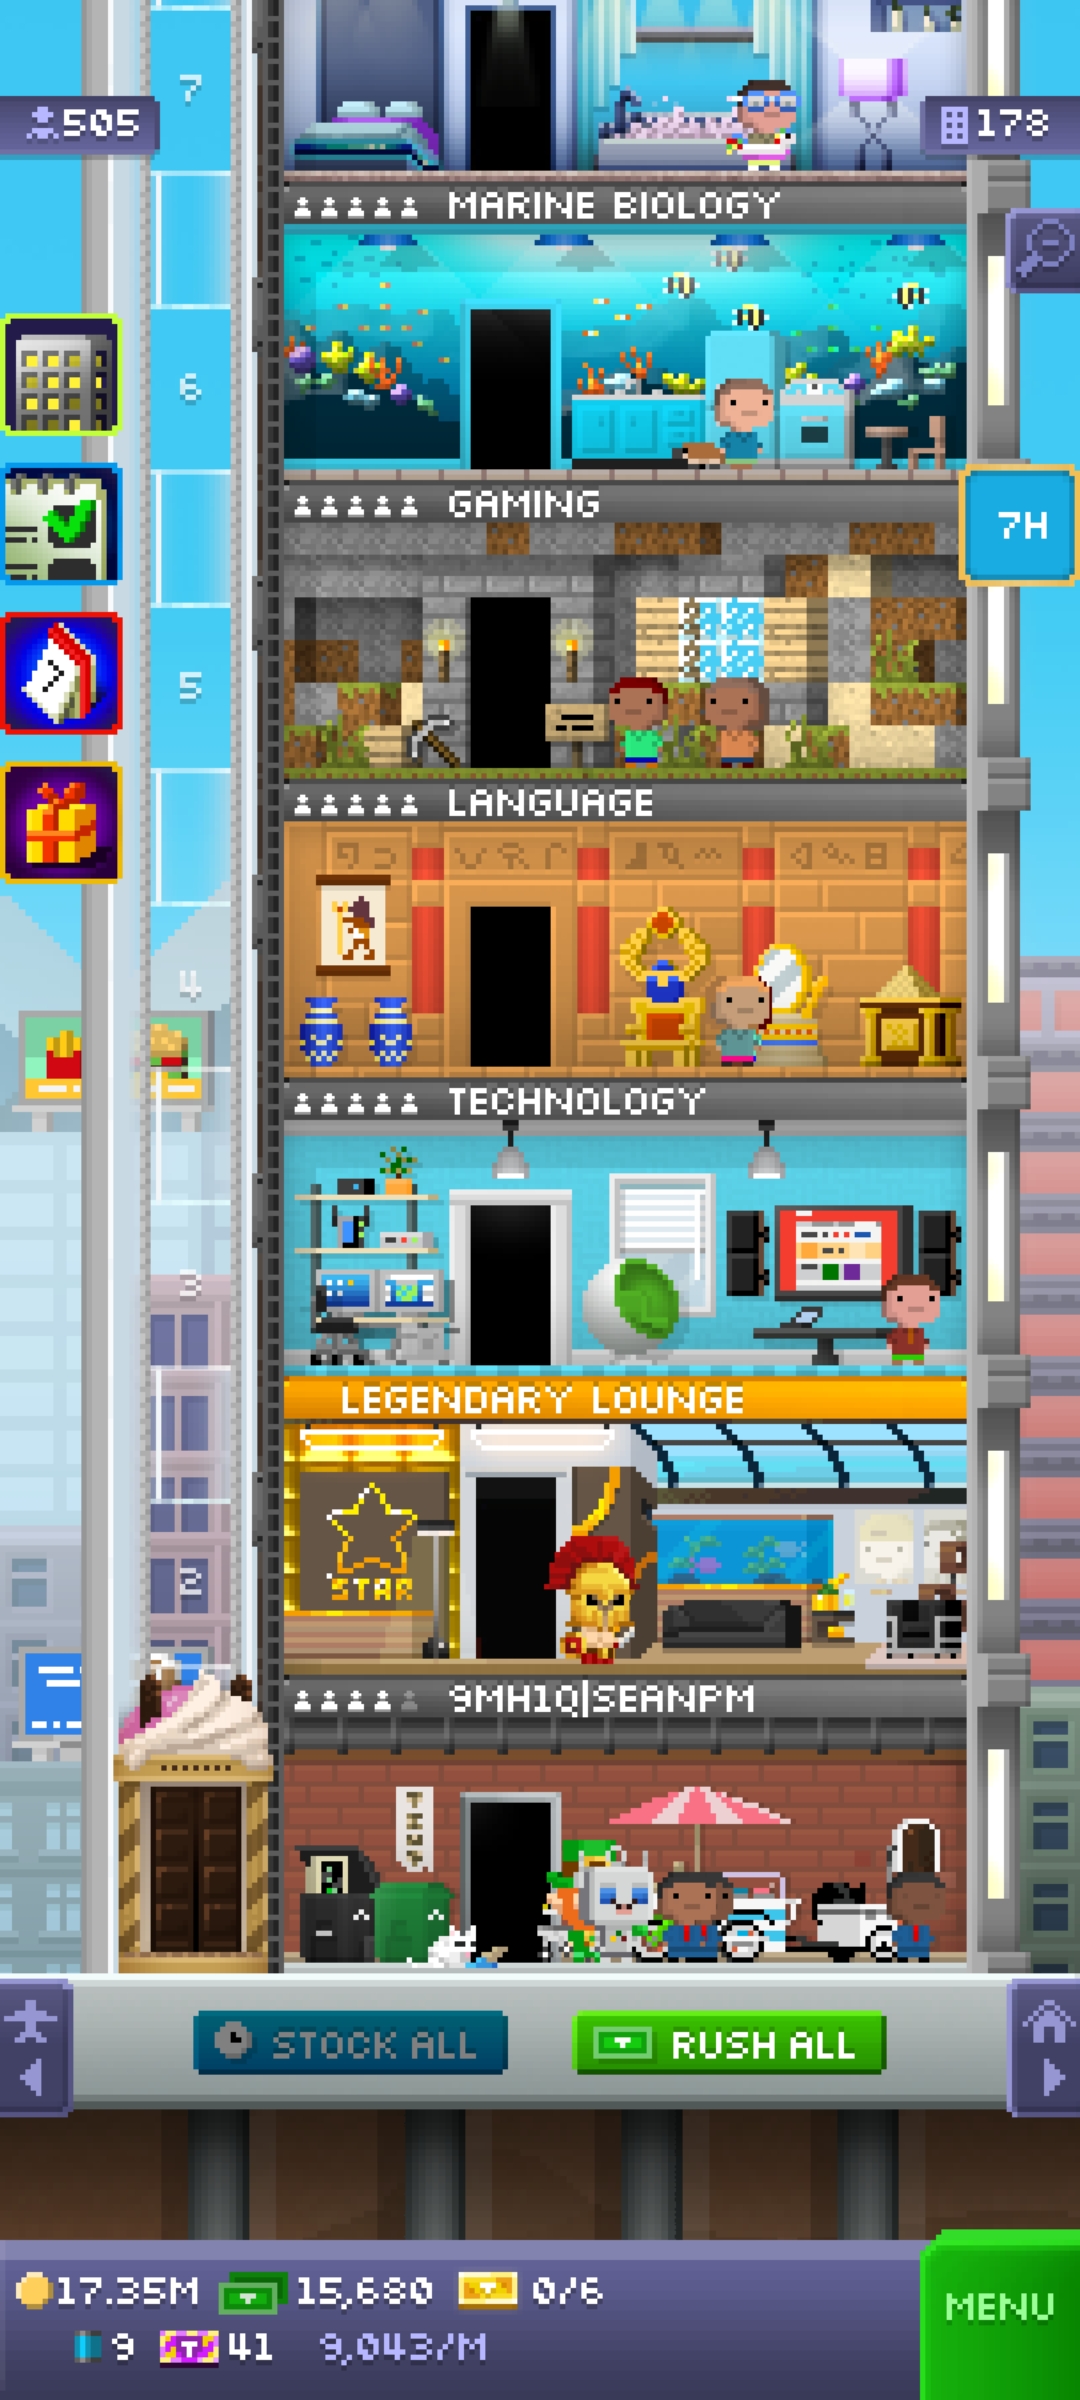 7
505
178
MARINE BIOLOGY
6
GAMING
7H
5
7
LANGUAGE
4
TECHNOLOGY
3
LEGENDARY LOUNGE
STAR
2
9MH1Q|SEANPM
STOCK ALL
RUSH ALL
17.35M 15,680 0/6
9 41 9,043/M
MENU